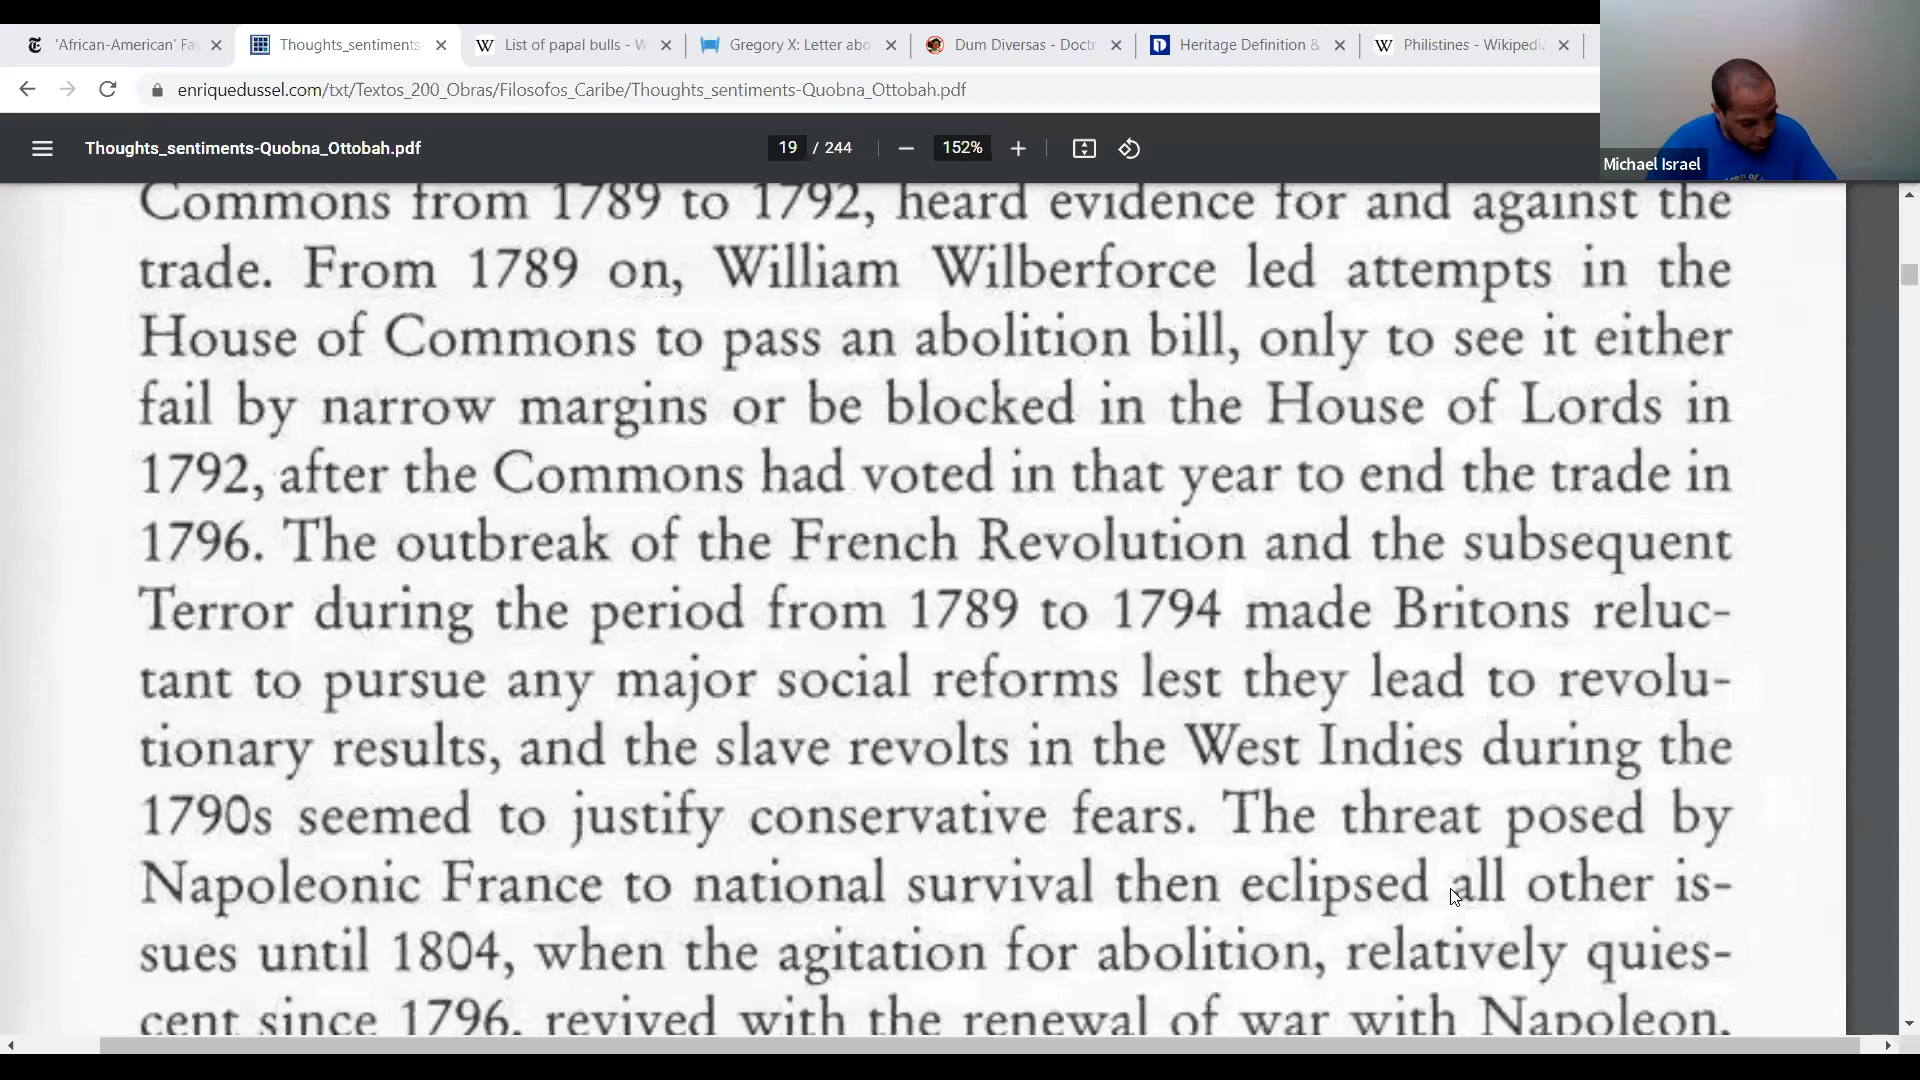 'African-American' Fa
Thoughts_sentiments
List of papal bulls - W
Gregory X: Letter abo
Dum Diversas - Doctr
Heritage Definition &
Philistines - Wikipedi
enriquedussel.com/txt/Textos_200_Obras/Filosofos_Caribe/Thoughts_sentiments-Quobna_Ottobah.pdf
Thoughts_sentiments-Quobna_Ottobah.pdf
19 / 244
152%
Michael Israel
Commons from 1789 to 1792, heard evidence for and against the
trade. From 1789 on, William Wilberforce led attempts in the
House of Commons to pass an abolition bill, only to see it either
fail by narrow margins or be blocked in the House of Lords in
1792, after the Commons had voted in that year to end the trade in
1796. The outbreak of the French Revolution and the subsequent
Terror during the period from 1789 to 1794 made Britons reluc-
tant to pursue any major social reforms lest they lead to revolu-
tionary results, and the slave revolts in the West Indies during the
1790s seemed to justify conservative fears. The threat posed by
Napoleonic France to national survival then eclipsed all other is-
sues until 1804, when the agitation for abolition, relatively quies-
cent since 1796, revived with the renewal of war with Napoleon.